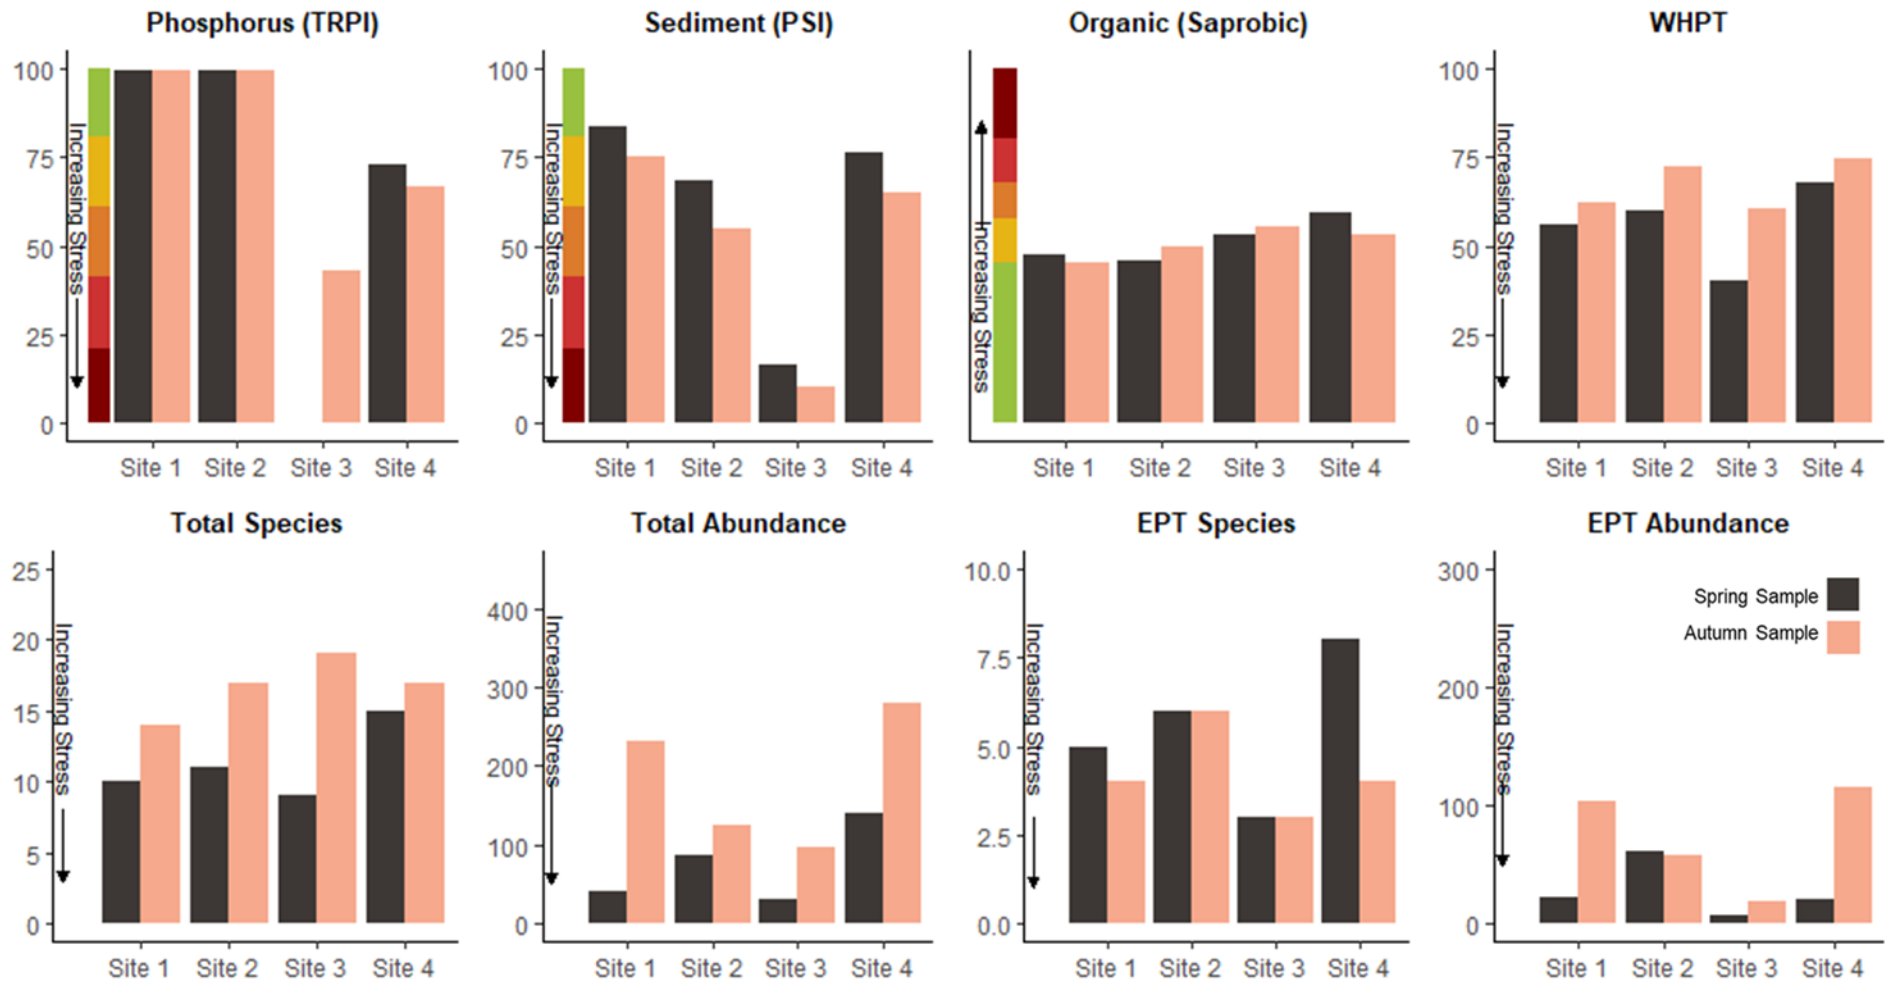 Phosphorus (TRPI)
100
75
50
25
0
Increasing Stress
Site 1 Site 2 Site 3 Site 4
Sediment (PSI)
100
75
50
25
0
Increasing Stress
Site 1 Site 2 Site 3 Site 4
Organic (Saprobic)
Increasing Stress
Site 1 Site 2 Site 3 Site 4
WHPT
100
75
50
25
0
Increasing Stress
Site 1 Site 2 Site 3 Site 4
Total Species
25
20
15
10
5
0
Increasing Stress
Site 1 Site 2 Site 3 Site 4
Total Abundance
400
300
200
100
0
Increasing Stress
Site 1 Site 2 Site 3 Site 4
EPT Species
10.0
7.5
5.0
2.5
0.0
Increasing Stress
Site 1 Site 2 Site 3 Site 4
EPT Abundance
300
200
100
0
Increasing Stress
Spring Sample
Autumn Sample
Site 1 Site 2 Site 3 Site 4